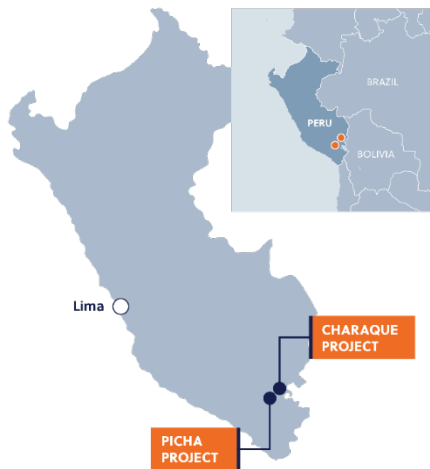 BRAZIL
PERU
BOLIVIA
Lima
CHARAQUE
PROJECT
PICHA
PROJECT